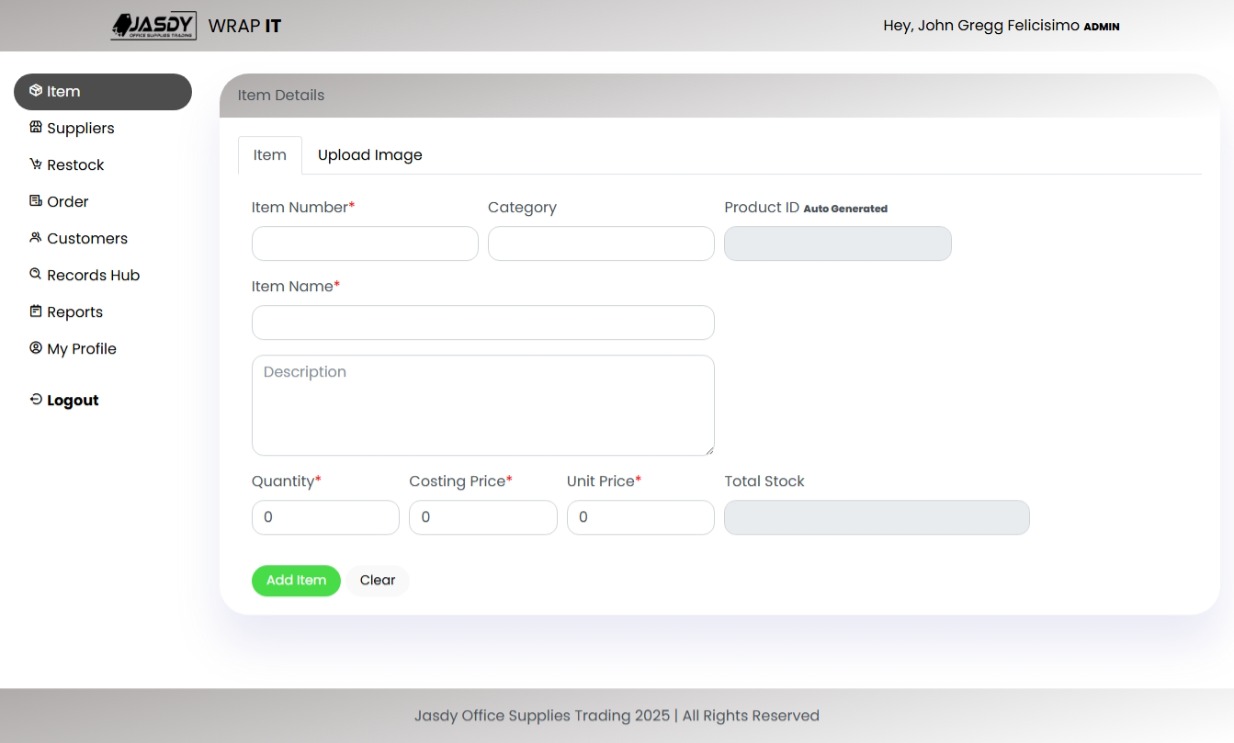 JASDY
OFFICE SUPPLIES TRADING
WRAP IT
Hey, John Gregg Felicisimo ADMIN
Item
Suppliers
Restock
Order
Customers
Records Hub
Reports
My Profile
Logout
Item Details
Item Upload Image
Item Number* Category Product ID Auto Generated
Item Name*
Description
Quantity* Costing Price* Unit Price* Total Stock
0 0 0
Add Item Clear
Jasdy Office Supplies Trading 2025 | All Rights Reserved